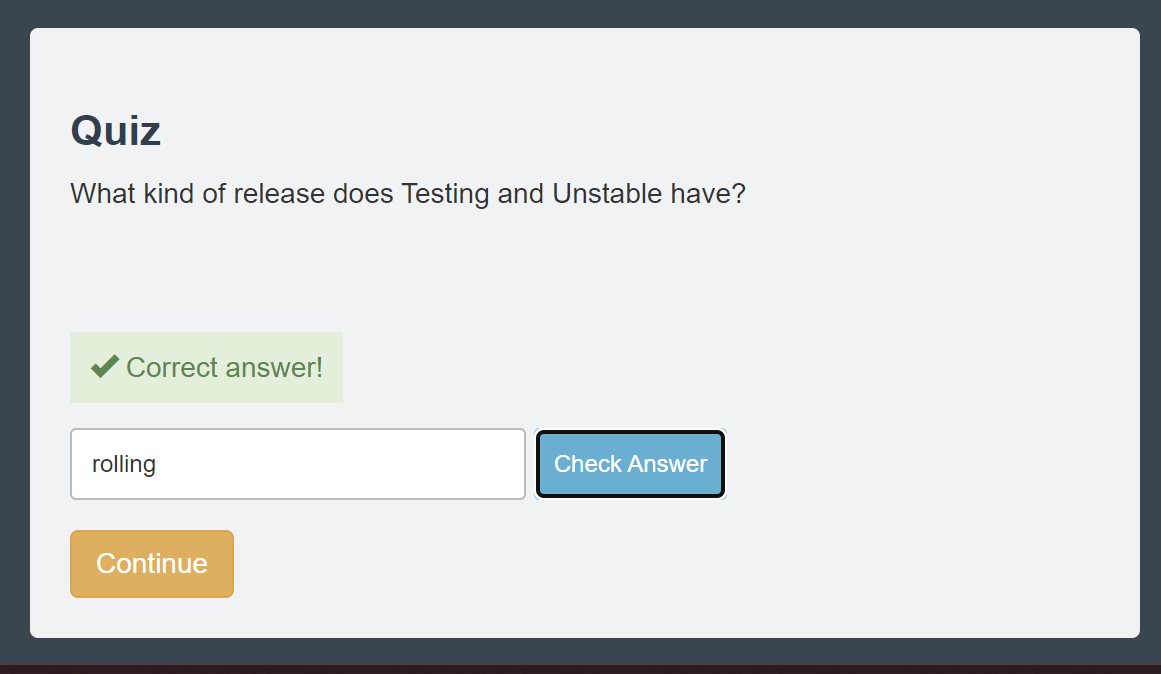 Quiz
What kind of release does Testing and Unstable have?
Correct answer!
rolling
Check Answer
Continue